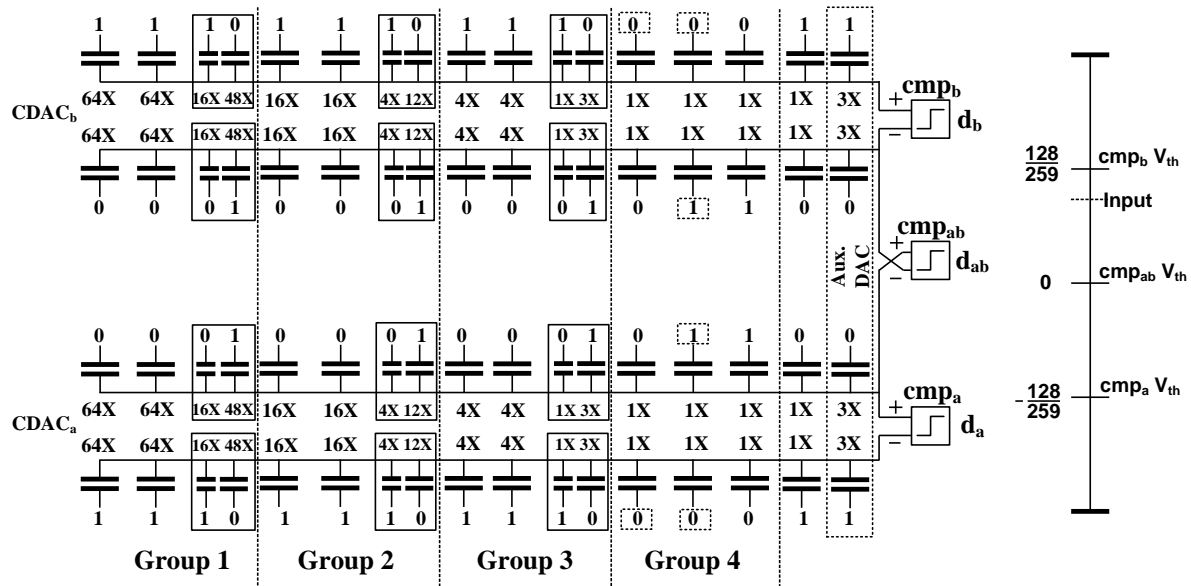 1 1 1 0 1 1 1 0 1 1 1 0 0 0 0 1 1
64X 64X 16X 48X 16X 16X 4X 12X 4X 4X 1X 3X 1X 1X 1X 1X 3X
CDACb
cmpb
+
−
db
64X 64X 16X 48X 16X 16X 4X 12X 4X 4X 1X 3X 1X 1X 1X 1X 3X
0 0 0 1 0 0 0 1 0 0 0 1 0 1 1 0 0
Aux. DAC
cmpab
+
−
dab
0 0 0 1 0 0 0 1 0 0 0 1 0 1 1 0 0
64X 64X 16X 48X 16X 16X 4X 12X 4X 4X 1X 3X 1X 1X 1X 1X 3X
CDACa
cmpa
+
−
da
64X 64X 16X 48X 16X 16X 4X 12X 4X 4X 1X 3X 1X 1X 1X 1X 3X
1 1 1 0 1 1 1 0 1 1 1 0 0 0 0 1 1
Group 1 Group 2 Group 3 Group 4
128
259
cmpb Vth
Input
0
cmpab Vth
-
128
259
cmpa Vth